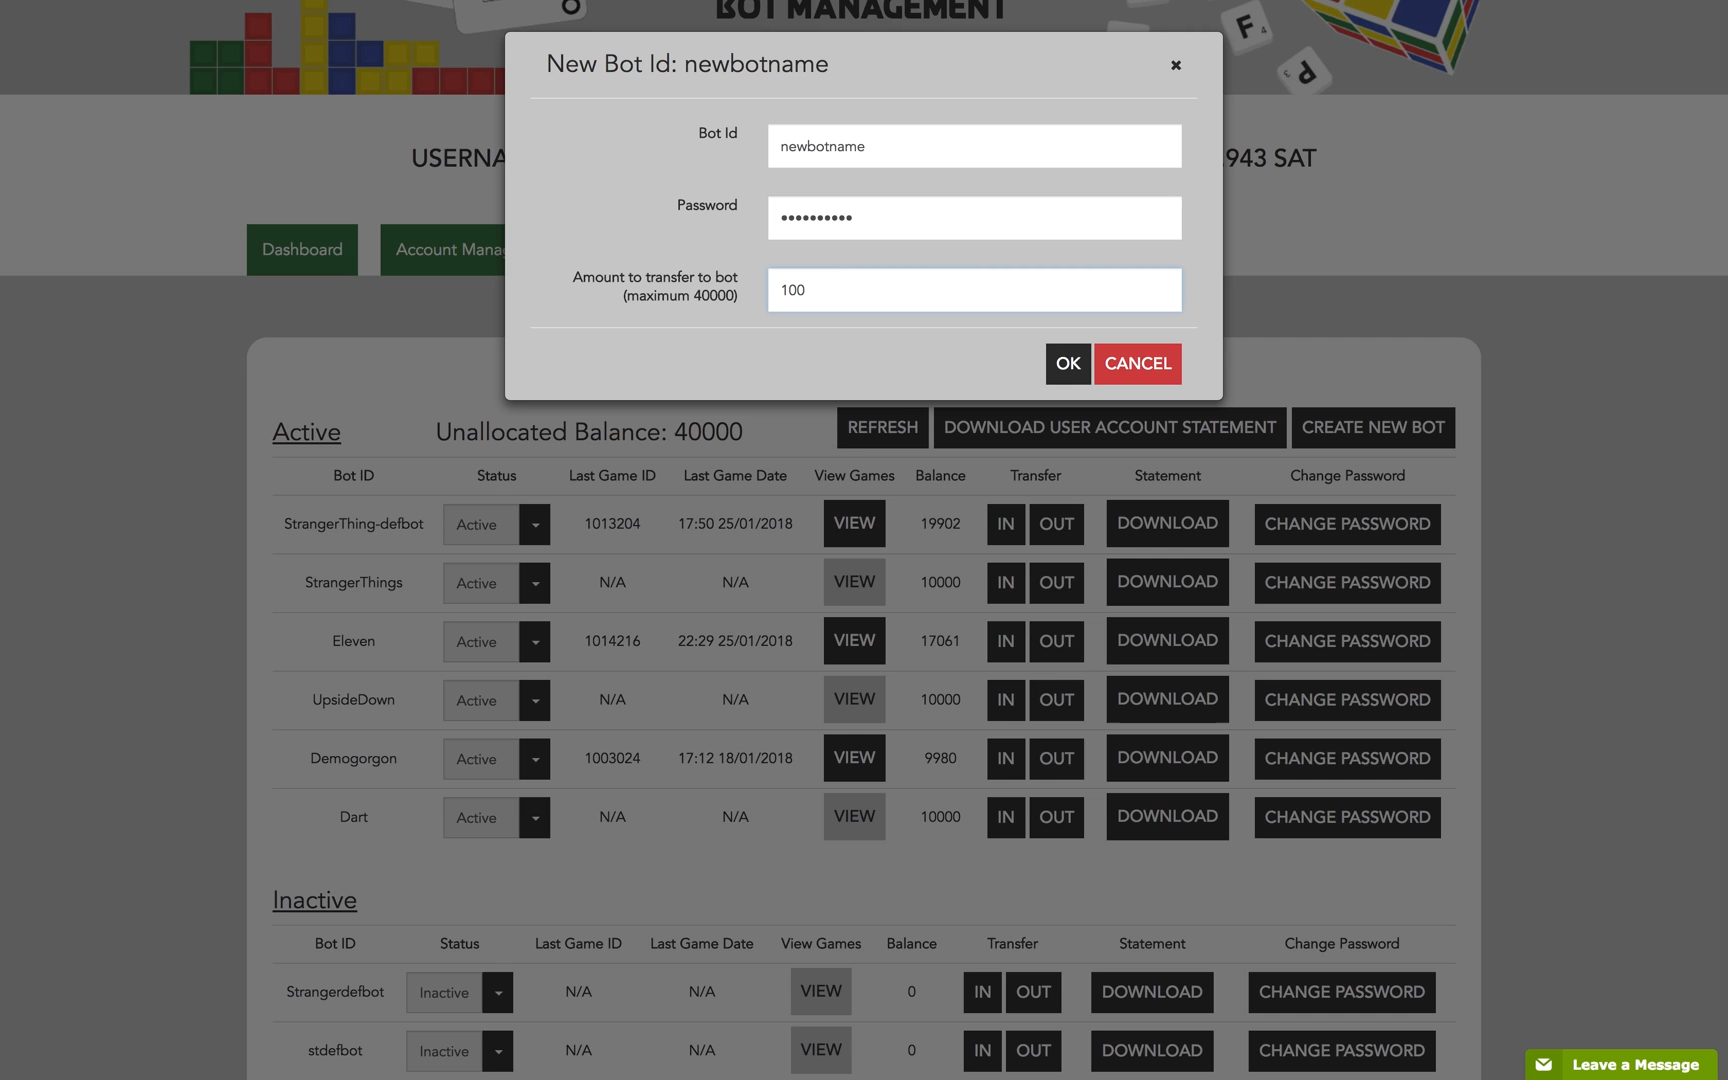 BOT MANAGEMENT
F
4
P
3
New Bot Id: newbotname
×
Bot Id
newbotname
Password
••••••••••
Amount to transfer to bot
(maximum 40000)
100
OK CANCEL
USERNA
943 SAT
Dashboard
Account Manag
Active Unallocated Balance: 40000 REFRESH DOWNLOAD USER ACCOUNT STATEMENT CREATE NEW BOT
Bot ID Status Last Game ID Last Game Date View Games Balance Transfer Statement Change Password
StrangerThing-defbot Active 1013204 17:50 25/01/2018 VIEW 19902 IN OUT DOWNLOAD CHANGE PASSWORD
StrangerThings Active N/A N/A VIEW 10000 IN OUT DOWNLOAD CHANGE PASSWORD
Eleven Active 1014216 22:29 25/01/2018 VIEW 17061 IN OUT DOWNLOAD CHANGE PASSWORD
UpsideDown Active N/A N/A VIEW 10000 IN OUT DOWNLOAD CHANGE PASSWORD
Demogorgon Active 1003024 17:12 18/01/2018 VIEW 9980 IN OUT DOWNLOAD CHANGE PASSWORD
Dart Active N/A N/A VIEW 10000 IN OUT DOWNLOAD CHANGE PASSWORD
Inactive
Bot ID Status Last Game ID Last Game Date View Games Balance Transfer Statement Change Password
Strangerdefbot Inactive N/A N/A VIEW 0 IN OUT DOWNLOAD CHANGE PASSWORD
stdefbot Inactive N/A N/A VIEW 0 IN OUT DOWNLOAD CHANGE PASSWORD
Leave a Message